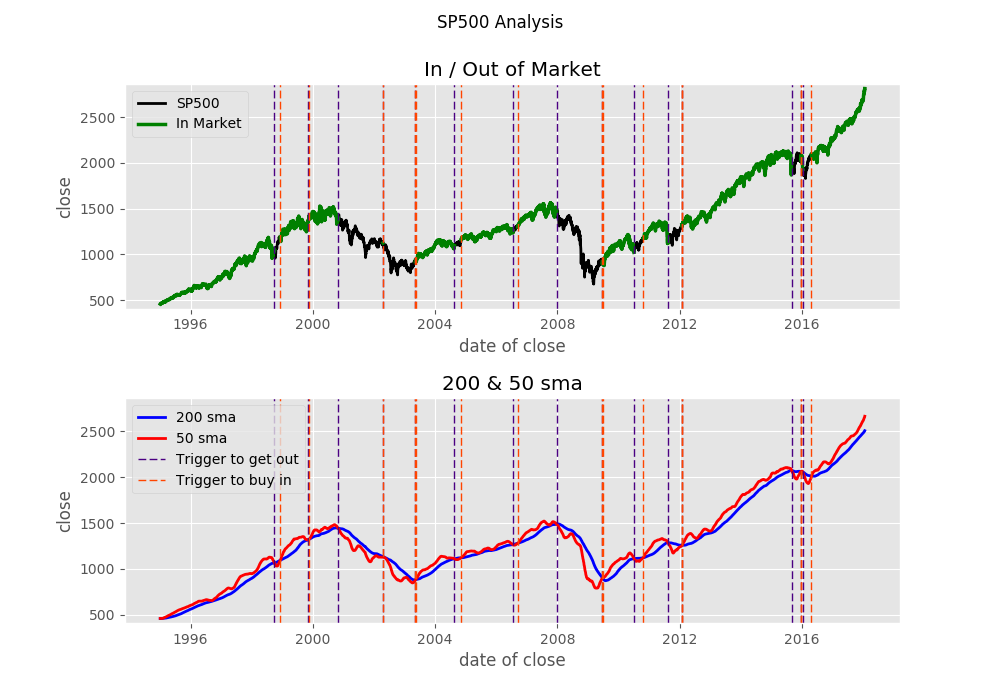 SP500 Analysis
In / Out of Market
SP500
In Market
2500
2000
1500
1000
500
close
1996 2000 2004 2008 2012 2016
date of close
200 & 50 sma
200 sma
50 sma
Trigger to get out
Trigger to buy in
2500
2000
1500
1000
500
close
1996 2000 2004 2008 2012 2016
date of close